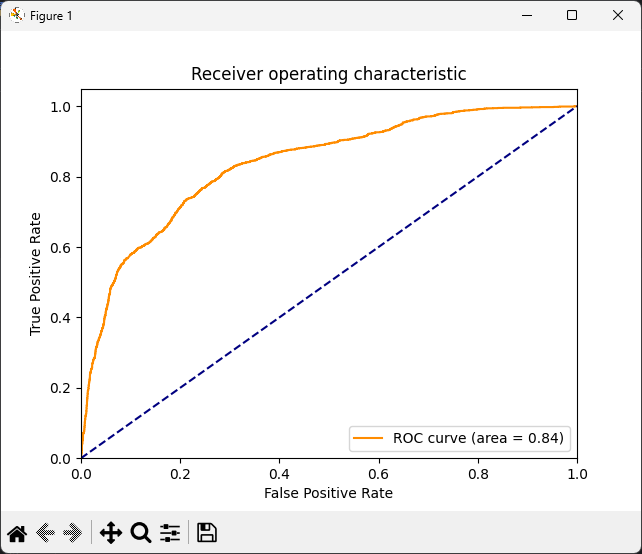 Figure 1
Receiver operating characteristic
1.0
0.8
0.6
0.4
0.2
0.0
True Positive Rate
ROC curve (area = 0.84)
0.0 0.2 0.4 0.6 0.8 1.0
False Positive Rate